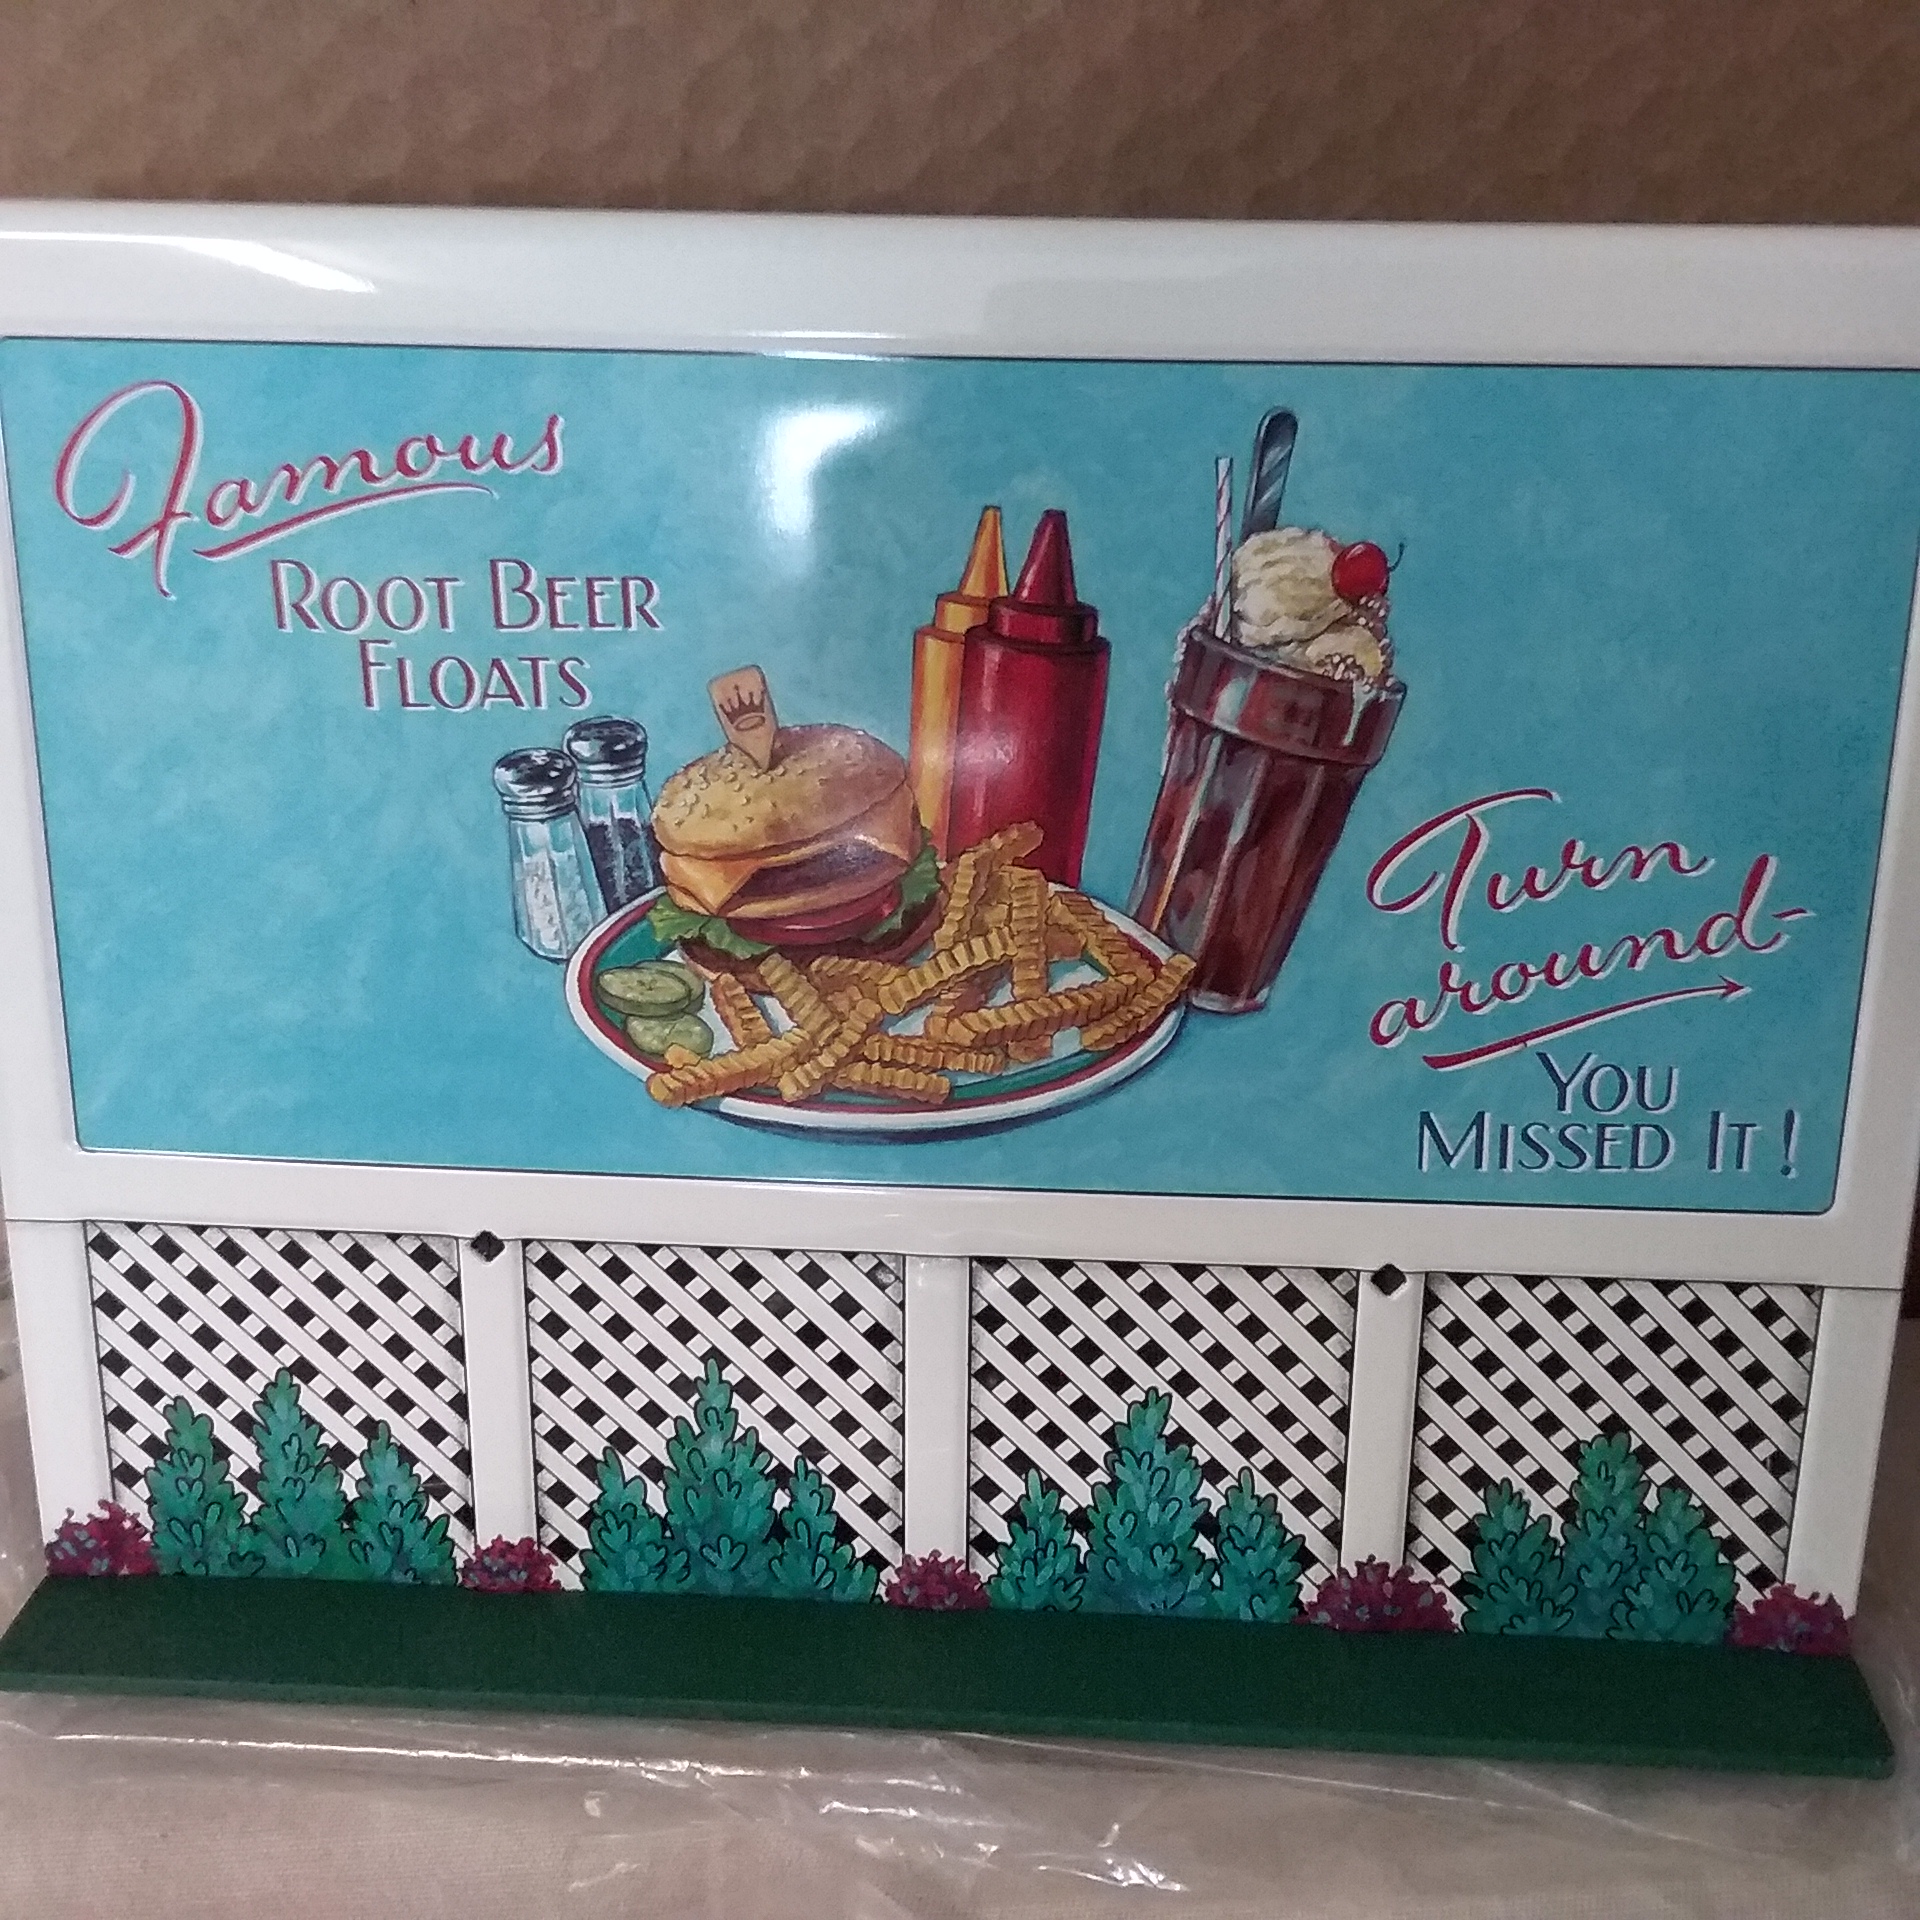 Famous
ROOT BEER
FLOATS
Turn
around-
YOU
MISSED IT!